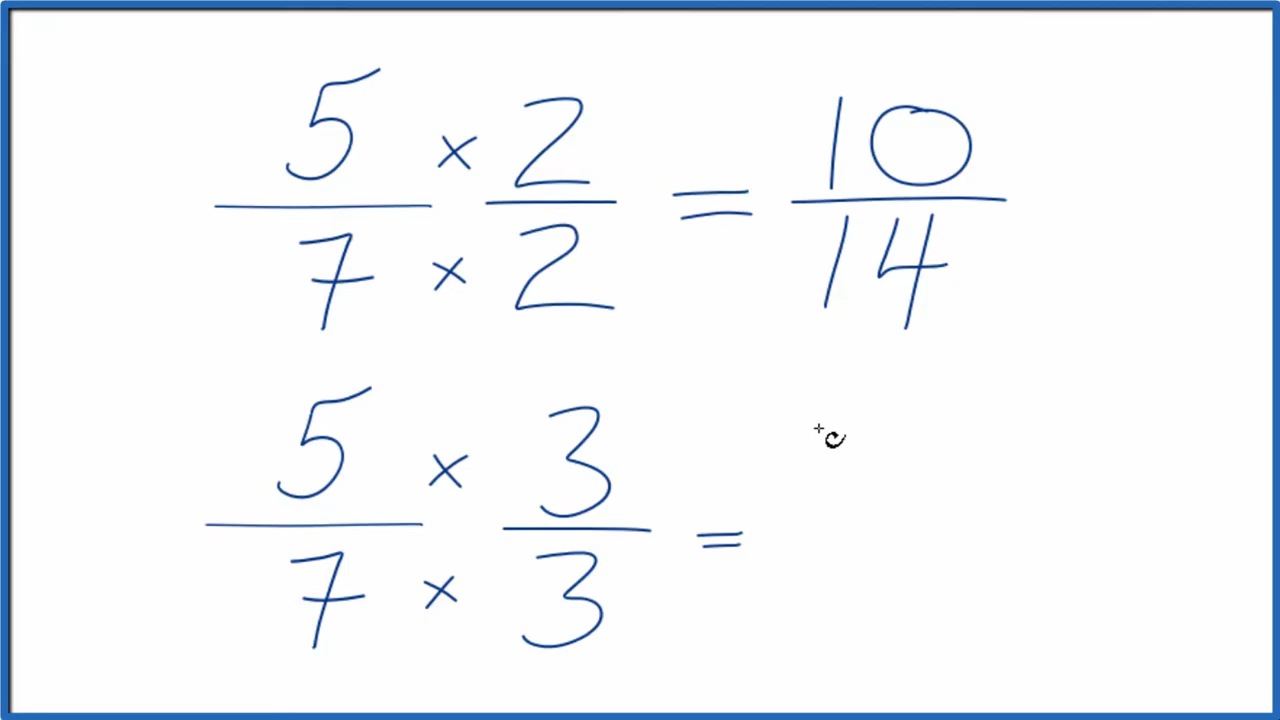 5 × 2 = 10
7 × 2 14
5 × 3 =
7 × 3